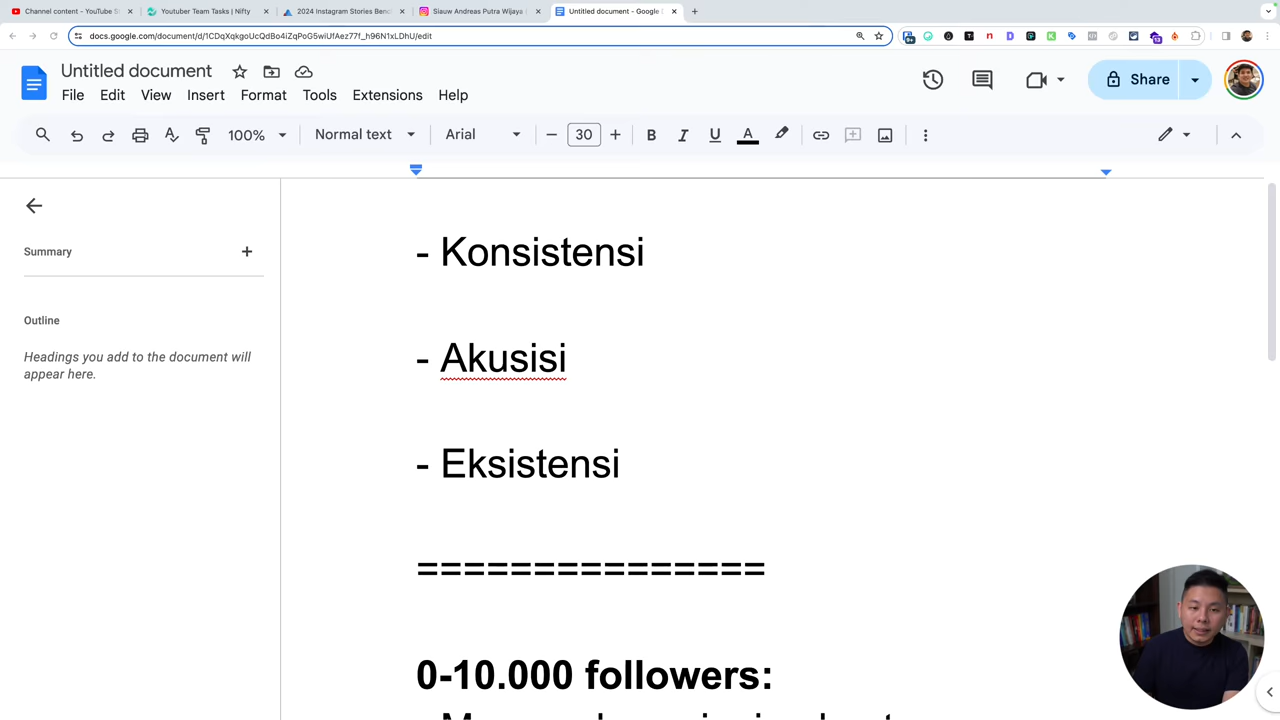 Channel content - YouTube S
Youtuber Team Tasks | Nifty
2024 Instagram Stories Benc
Siauw Andreas Putra Wijaya
Untitled document - Google
docs.google.com/document/d/1CDqXqkgoUcQdBo4iZqPoG5wiUfAez77f_h96N1xLDhU/edit
Untitled document
File Edit View Insert Format Tools Extensions Help
Share
100% Normal text Arial 30
Summary
Outline
Headings you add to the document will
appear here.
- Konsistensi
- Akusisi
- Eksistensi
===============
0-10.000 followers: